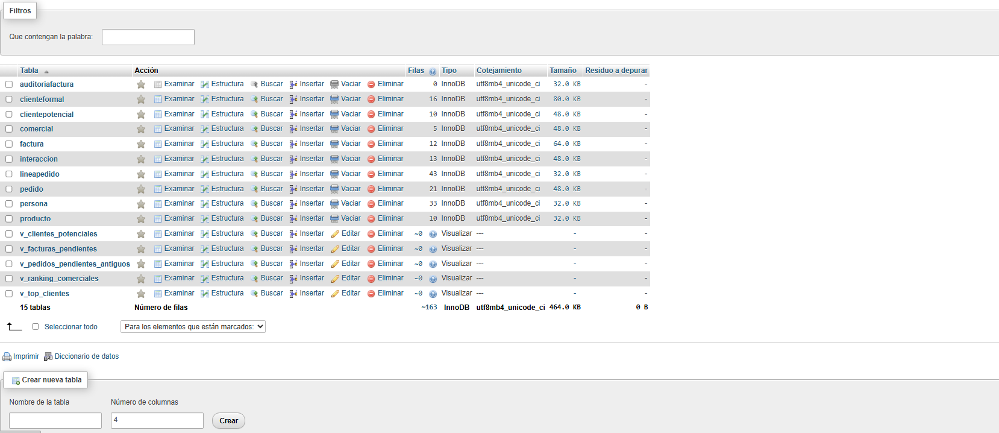 Filtros
Que contengan la palabra:
Tabla Acción Filas Tipo Cotejamiento Tamaño Residuo a depurar
auditoriafactura Examinar Estructura Buscar Insertar Vaciar Eliminar 0 InnoDB utf8mb4_unicode_ci 32.0 KB -
clienteformal Examinar Estructura Buscar Insertar Vaciar Eliminar 16 InnoDB utf8mb4_unicode_ci 80.0 KB -
clientepotencial Examinar Estructura Buscar Insertar Vaciar Eliminar 10 InnoDB utf8mb4_unicode_ci 48.0 KB -
comercial Examinar Estructura Buscar Insertar Vaciar Eliminar 5 InnoDB utf8mb4_unicode_ci 48.0 KB -
factura Examinar Estructura Buscar Insertar Vaciar Eliminar 12 InnoDB utf8mb4_unicode_ci 64.0 KB -
interaccion Examinar Estructura Buscar Insertar Vaciar Eliminar 13 InnoDB utf8mb4_unicode_ci 48.0 KB -
lineapedido Examinar Estructura Buscar Insertar Vaciar Eliminar 43 InnoDB utf8mb4_unicode_ci 32.0 KB -
pedido Examinar Estructura Buscar Insertar Vaciar Eliminar 21 InnoDB utf8mb4_unicode_ci 48.0 KB -
persona Examinar Estructura Buscar Insertar Vaciar Eliminar 33 InnoDB utf8mb4_unicode_ci 32.0 KB -
producto Examinar Estructura Buscar Insertar Vaciar Eliminar 10 InnoDB utf8mb4_unicode_ci 32.0 KB -
v_clientes_potenciales Examinar Estructura Buscar Insertar Editar Eliminar ~0 Visualizar --- - -
v_facturas_pendientes Examinar Estructura Buscar Insertar Editar Eliminar ~0 Visualizar --- - -
v_pedidos_pendientes_antiguos Examinar Estructura Buscar Insertar Editar Eliminar ~0 Visualizar --- - -
v_ranking_comerciales Examinar Estructura Buscar Insertar Editar Eliminar ~0 Visualizar --- - -
v_top_clientes Examinar Estructura Buscar Insertar Editar Eliminar ~0 Visualizar --- - -
15 tablas Número de filas ~163 InnoDB utf8mb4_unicode_ci 464.0 KB 0 B
Seleccionar todo Para los elementos que están marcados:
Imprimir Diccionario de datos
Crear nueva tabla
Nombre de la tabla Número de columnas
4 Crear